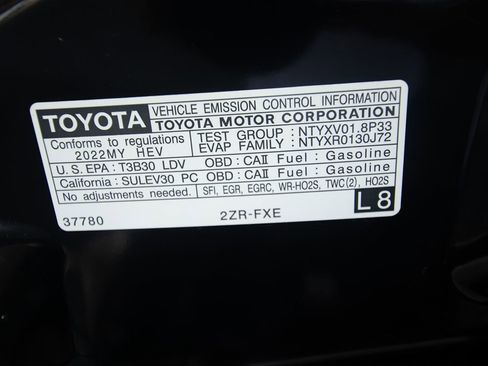 TOYOTA VEHICLE EMISSION CONTROL INFORMATION
TOYOTA MOTOR CORPORATION
Conforms to regulations TEST GROUP : NTYXV01.8P33
2022MY HEV EVAP FAMILY: NTYXR0130J72
U.S. EPA : T3B30 LDV OBD: CAII Fuel: Gasoline
California: SULEV30 PC OBD: CAII Fuel: Gasoline
No adjustments needed. SFI, EGR, EGRC, WR-HO2S, TWC(2), HO2S
37780 2ZR-FXE L 8